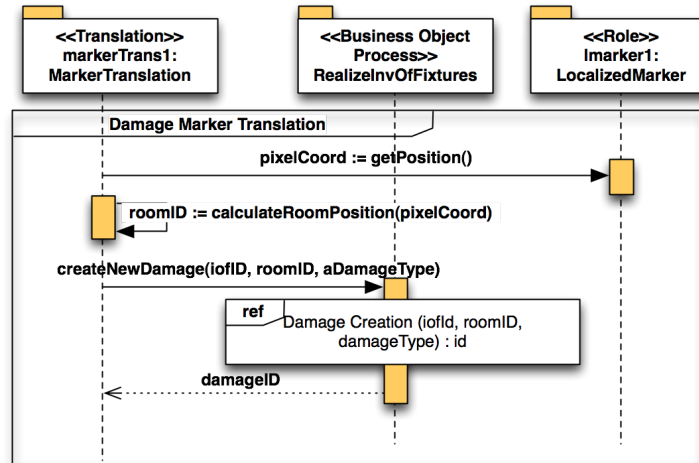 <<Translation>>
markerTrans1:
MarkerTranslation
<<Business Object
Process>>
RealizeInvOfFixtures
<<Role>>
lmarker1:
LocalizedMarker
Damage Marker Translation
pixelCoord := getPosition()
roomID := calculateRoomPosition(pixelCoord)
createNewDamage(iofID, roomID, aDamageType)
ref
Damage Creation (iofId, roomID,
damageType) : id
damageID